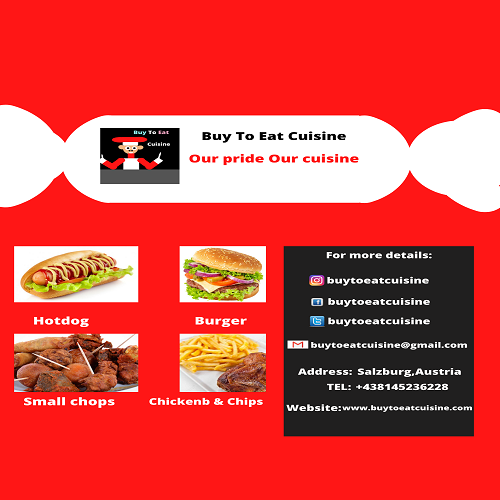 Buy To Eat
Cuisine
Buy To Eat Cuisine
Our pride Our cuisine
Hotdog
Burger
Small chops
Chickenb & Chips
For more details:
buytoeatcuisine
buytoeatcuisine
buytoeatcuisine
buytoeatcuisine@gmail.com
Address: Salzburg,Austria
TEL: +438145236228
Website:www.buytoeatcuisine.com